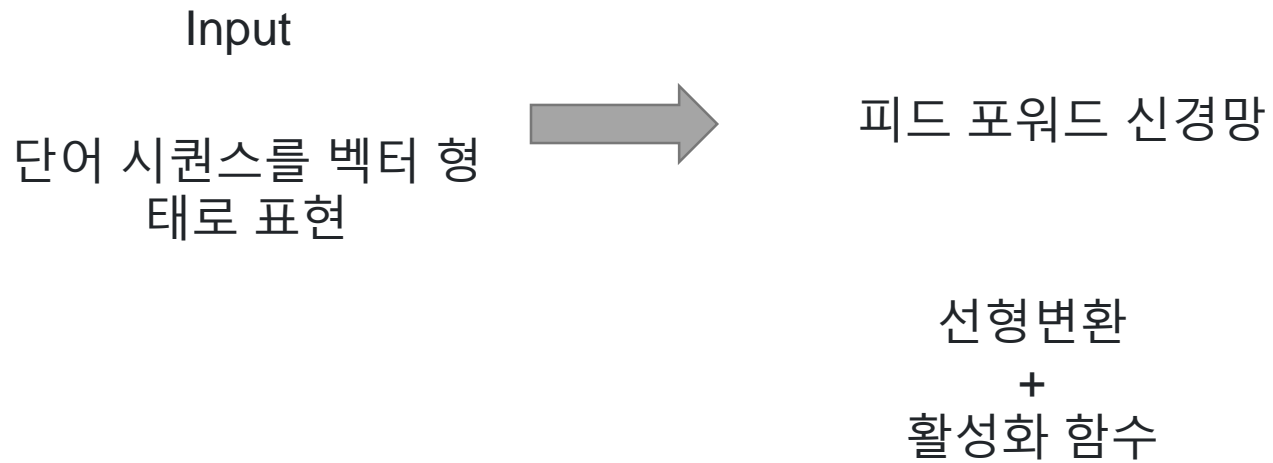 Input
단어 시퀀스를 벡터 형
태로 표현
피드 포워드 신경망
선형변환
+
활성화 함수